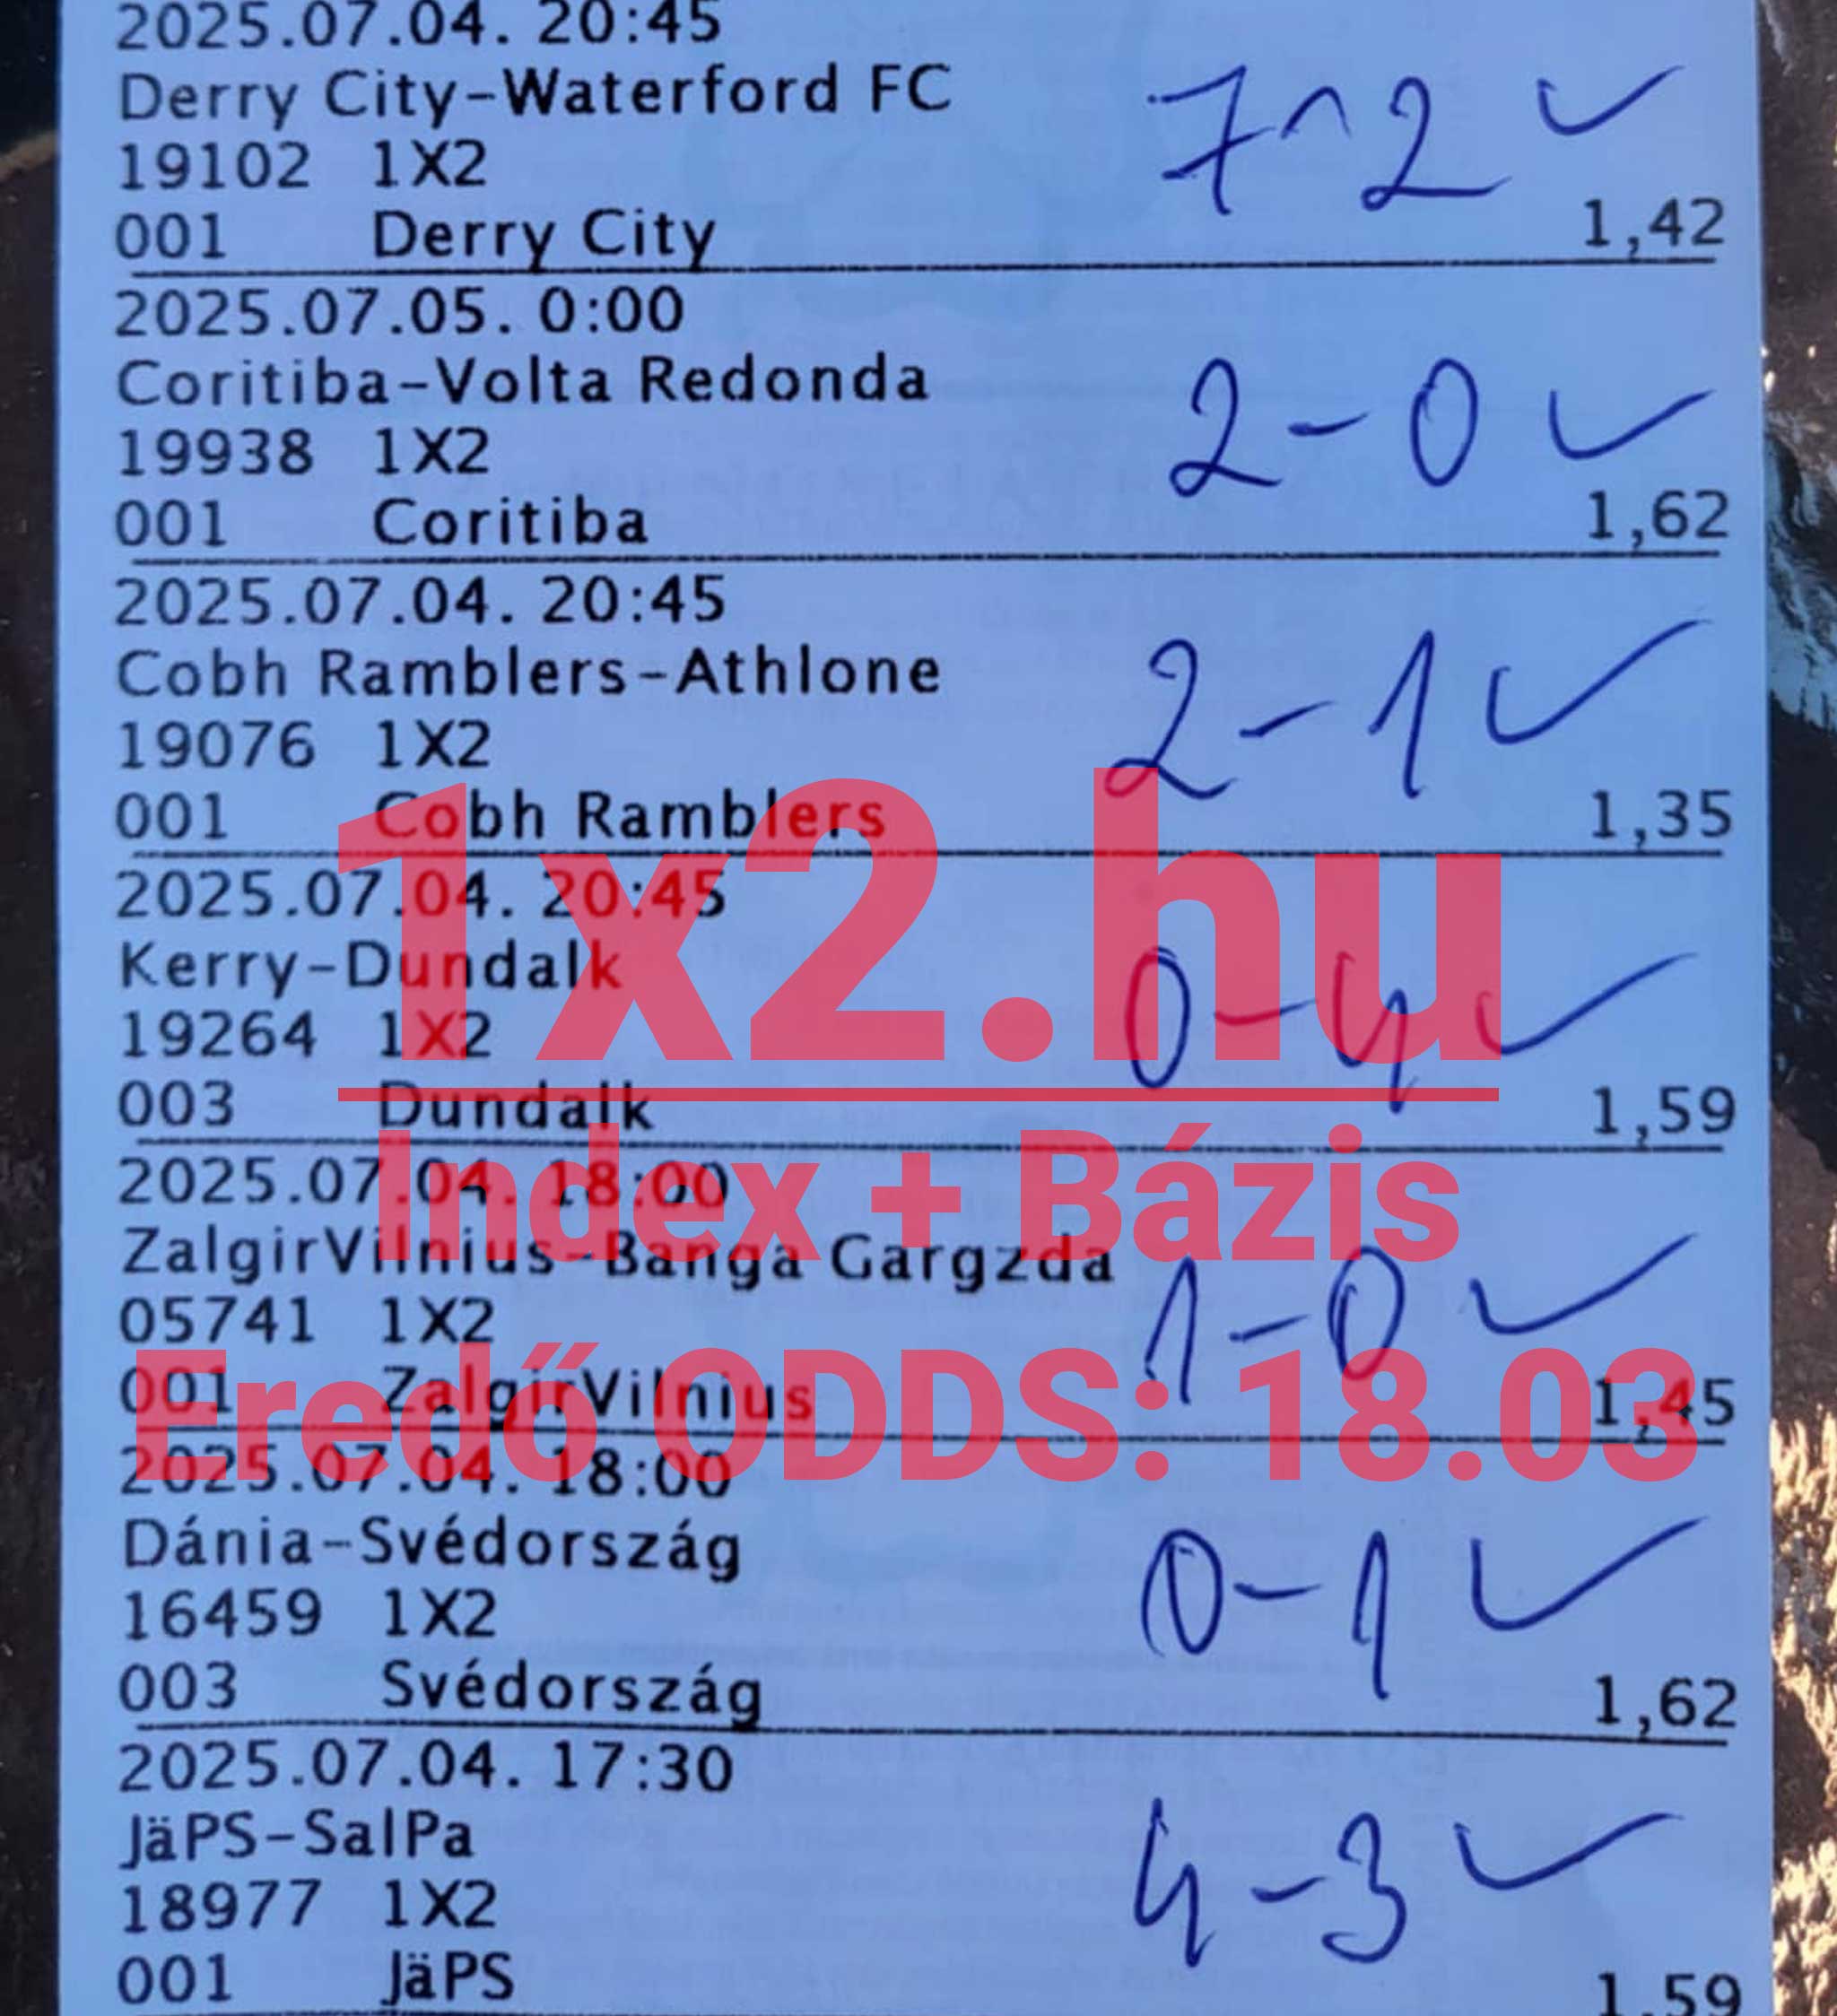 2025.07.04. 20:45
Derry City-Waterford FC
7-2 ✓
19102 1X2
001 Derry City 1,42
2025.07.05. 0:00
Coritiba-Volta Redonda
2-0 ✓
19938 1X2
001 Coritiba 1,62
2025.07.04. 20:45
Cobh Ramblers-Athlone
2-1 ✓
19076 1X2
001 Cobh Ramblers 1,35
1x2.hu
2025.07.04. 20:45
Kerry-Dundalk
0-4 ✓
19264 1X2
003 Dundalk 1,59
Index + Bázis
2025.07.04. 18:00
ZalgirVilnius-Banga Gargzda
1-0 ✓
05741 1X2
001 ZalgirVilnius 1,45
Eredő ODDS: 18.03
2025.07.04. 18:00
Dánia-Svédország
0-1 ✓
16459 1X2
003 Svédország 1,62
2025.07.04. 17:30
JäPS-SalPa
4-3 ✓
18977 1X2
001 JäPS 1,59